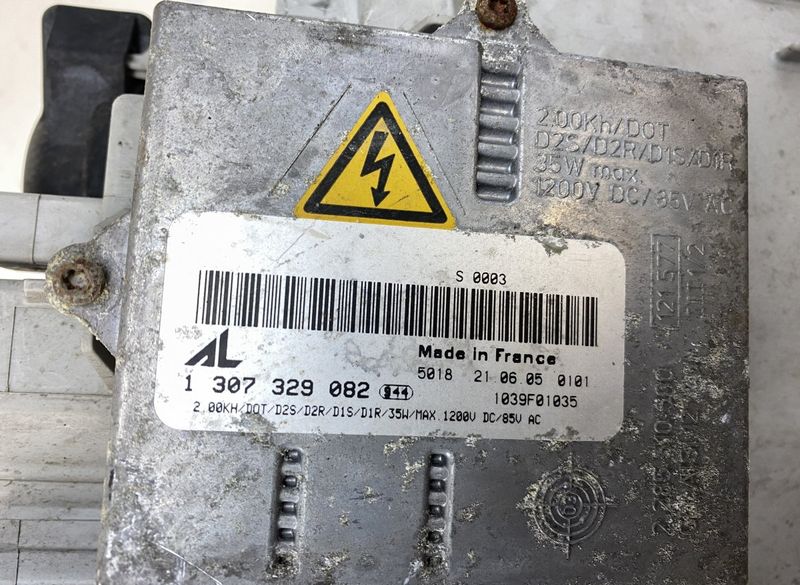 2.00Kh/DOT
D2S/D2R/D1S/D1R
35W max.
1200V DC/85V AC
S 0003
AL
Made in France
5018 21.06.05 0101
1 307 329 082 944
1039F01035
2.00KH/DOT/D2S/D2R/D1S/D1R/35W/MAX.1200V DC/85V AC